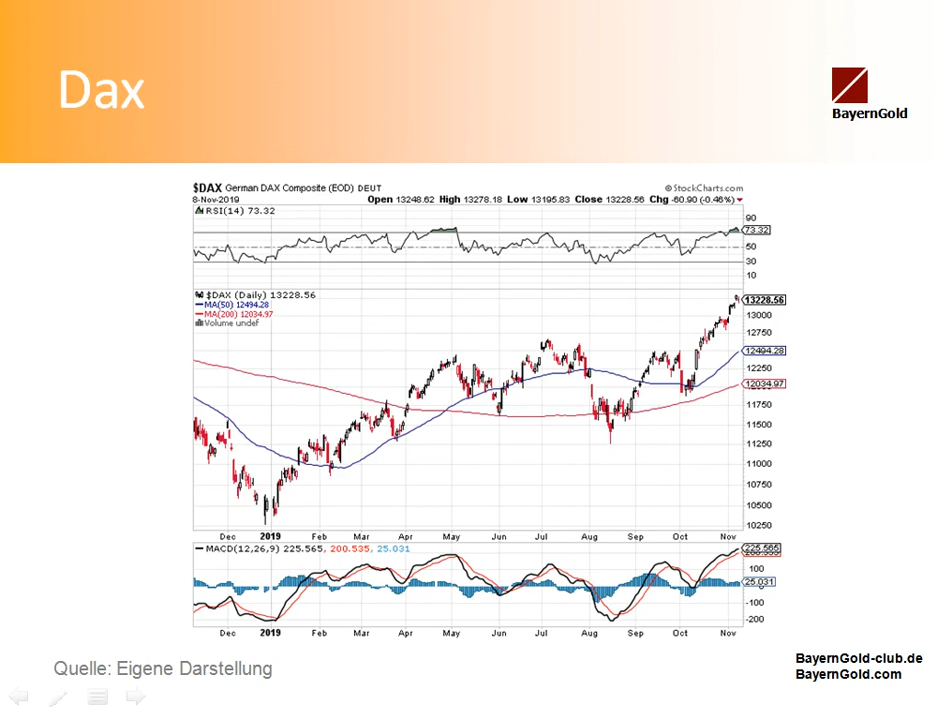 Dax
BayernGold
$DAX German DAX Composite (EOD) DEUT
© StockCharts.com
8-Nov-2019
Open 13248.62 High 13278.18 Low 13195.83 Close 13228.56 Chg -60.90 (-0.46%)
RSI(14) 73.32
90
73.32
50
30
10
$DAX (Daily) 13228.56
MA(50) 12494.28
MA(200) 12034.97
Volume undef
13228.56
13000
12750
12494.28
12250
12034.97
11750
11500
11250
11000
10750
10500
10250
Dec 2019 Feb Mar Apr May Jun Jul Aug Sep Oct Nov
MACD(12,26,9) 225.565, 200.535, 25.031
225.565
200.535
100
25.031
-100
-200
Dec 2019 Feb Mar Apr May Jun Jul Aug Sep Oct Nov
Quelle: Eigene Darstellung
BayernGold-club.de
BayernGold.com